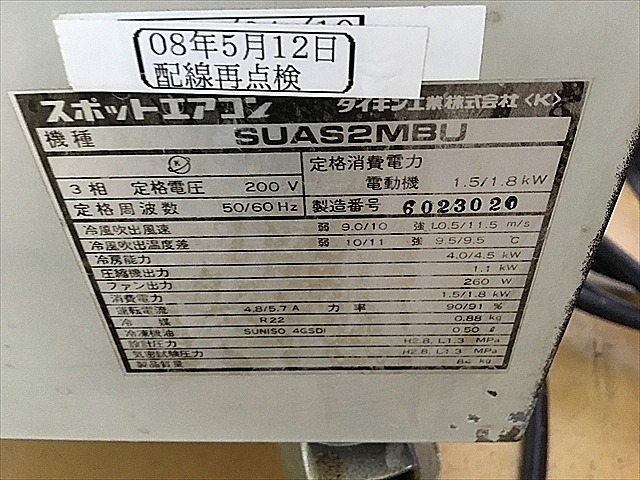 08年5月12日
配線再点検
スポットエアコン ダイキン工業株式会社〈K〉
機種 SUAS2MBU
定格消費電力
3相 定格電圧 200 V 電動機 1.5/1.8 kW
定格周波数 50/60 Hz 製造番号 6023020
冷風吹出風速 弱 9.0/10 強 10.5/11.5 m/s
冷風吹出温度差 弱 10/11 強 9.5/9.5 ℃
冷房能力 4.0/4.5 kW
圧縮機出力 1.1 kW
ファン出力 260 W
消費電力 1.5/1.8 kW
運転電流 4.8/5.7 A 力率 90/91 %
冷媒 R22 0.88 kg
冷凍機油 SUNISO 4GSDI 0.50 ℓ
設計圧力 H2.8, L1.3 MPa
気密試験圧力 H2.8, L1.3 MPa
製品質量 84 kg